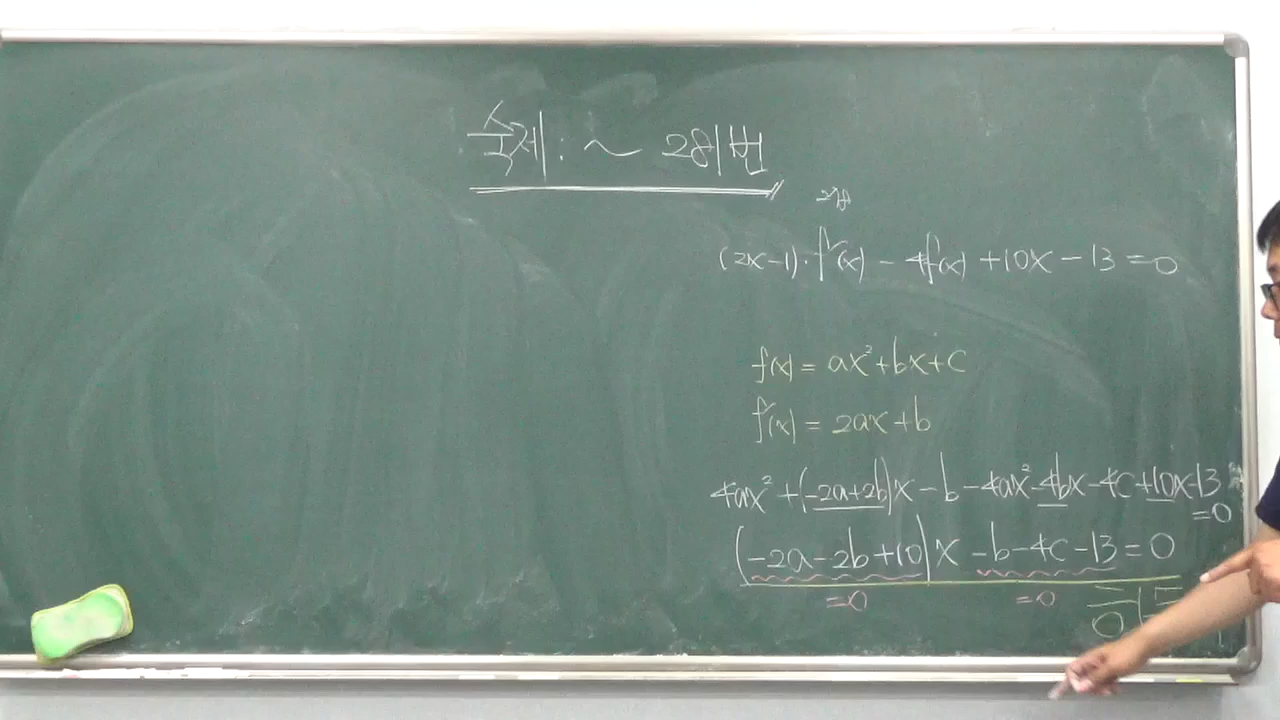 숙제 : ~ 281번
(2x-1)·f'(x) - 4f(x) + 10x - 13 = 0
f(x) = ax²+bx+c
f'(x) = 2ax+b
4ax²+(-2a+2b)x-b-4ax²-4bx-4c+10x-13
=0
(-2a-2b+10)x -b-4c-13=0
=0 =0